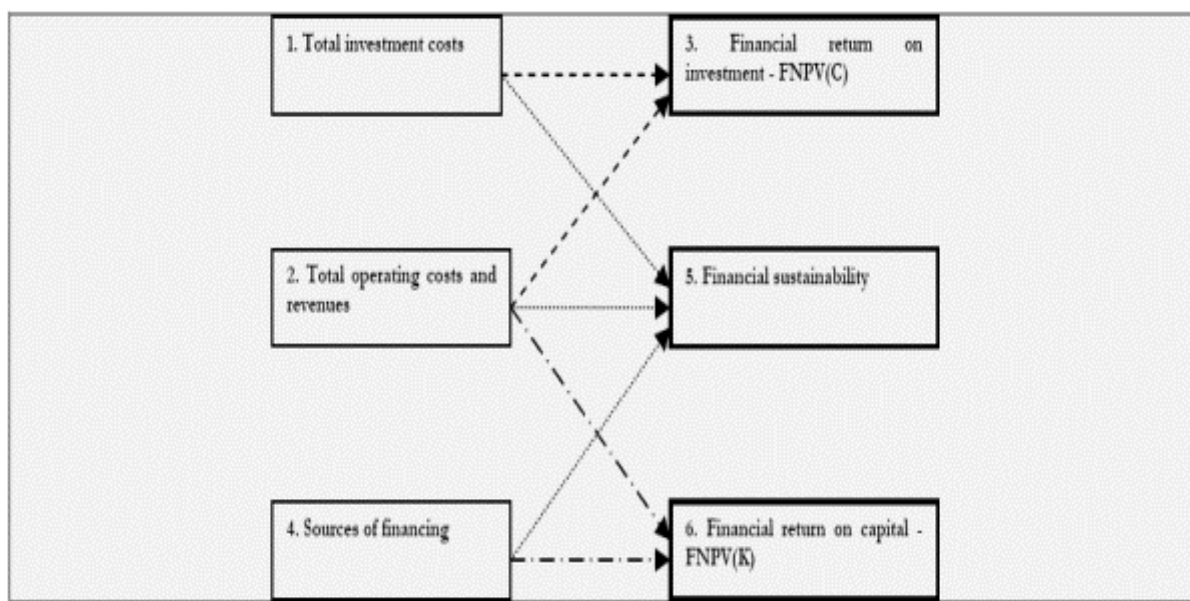 1. Total investment costs
3. Financial return on
investment - FNPV(C)
2. Total operating costs and
revenues
5. Financial sustainability
4. Sources of financing
6. Financial return on capital -
FNPV(K)